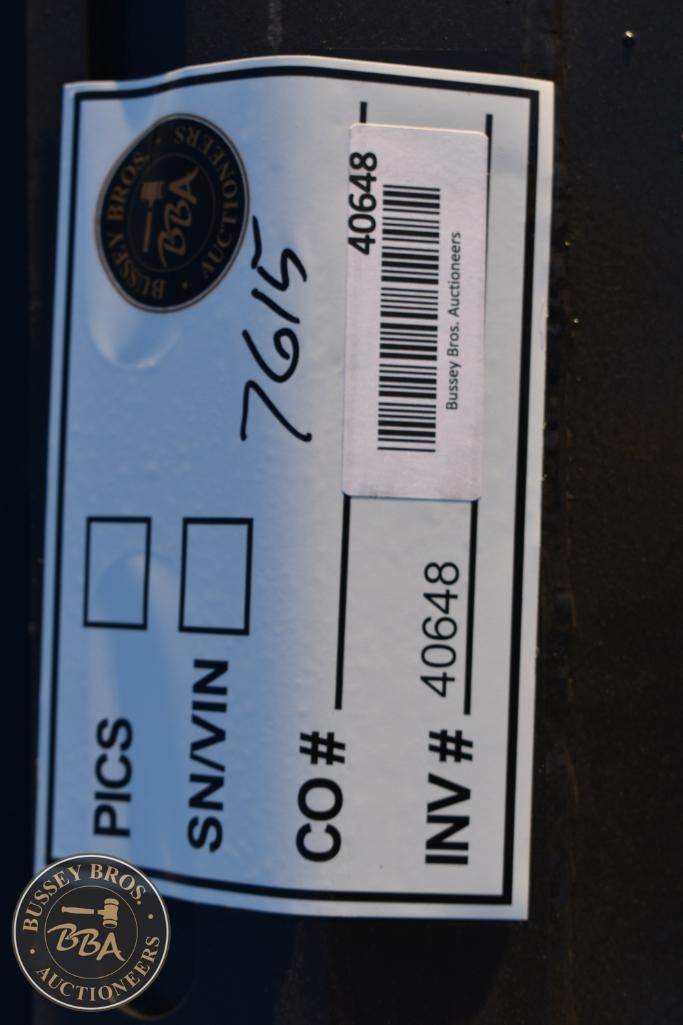 BUSSEY BROS.
BBA
AUCTIONEERS
PICS
SN/VIN
7615
CO #
40648
Bussey Bros. Auctioneers
INV # 40648
BUSSEY BROS.
BBA
AUCTIONEERS